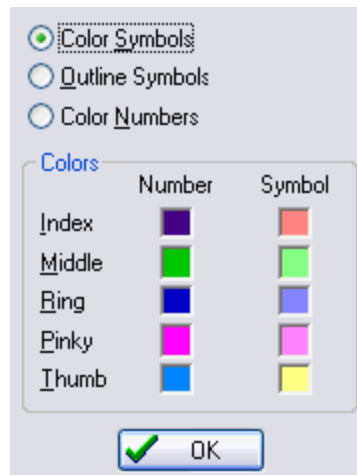 Color Symbols
Outline Symbols
Color Numbers
Colors
Number Symbol
Index
Middle
Ring
Pinky
Thumb
OK